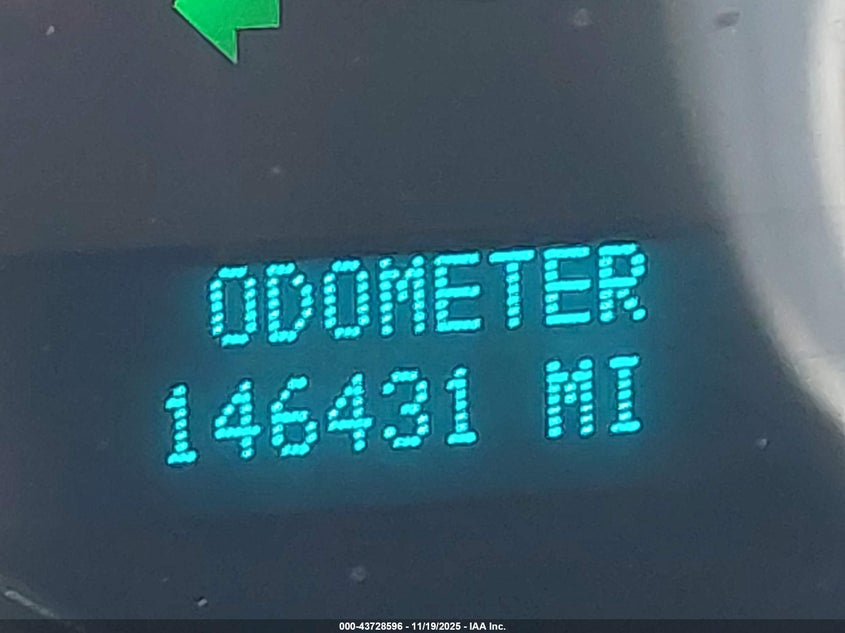 ODOMETER
146431 MI
000-43728596 - 11/19/2025 - IAA Inc.